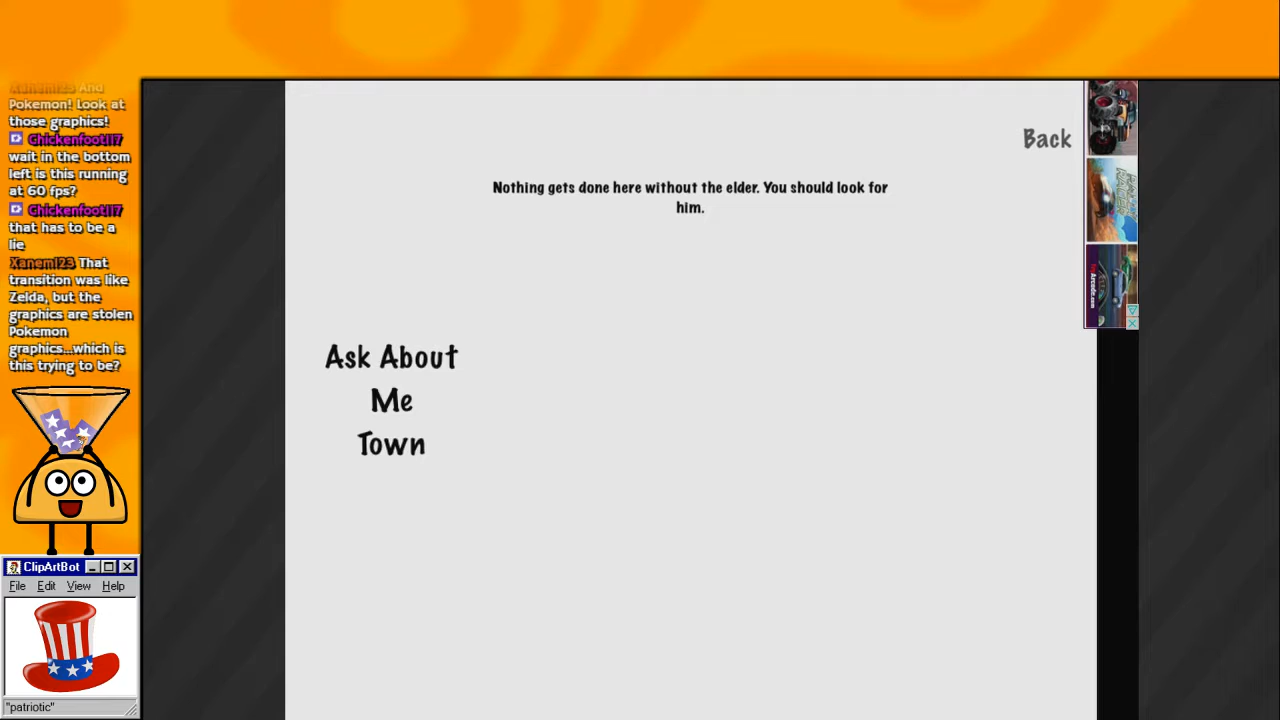 Xanem123 And
Pokemon! Look at
those graphics!
Chickenfoot117
wait in the bottom
left is this running
at 60 fps?
Chickenfoot117
that has to be a
lie
Xanem123 That
transition was like
Zelda, but the
graphics are stolen
Pokemon
graphics...which is
this trying to be?
ClipArtBot
File Edit View Help
"patriotic"
Back
Nothing gets done here without the elder. You should look for
him.
Ask About
Me
Town